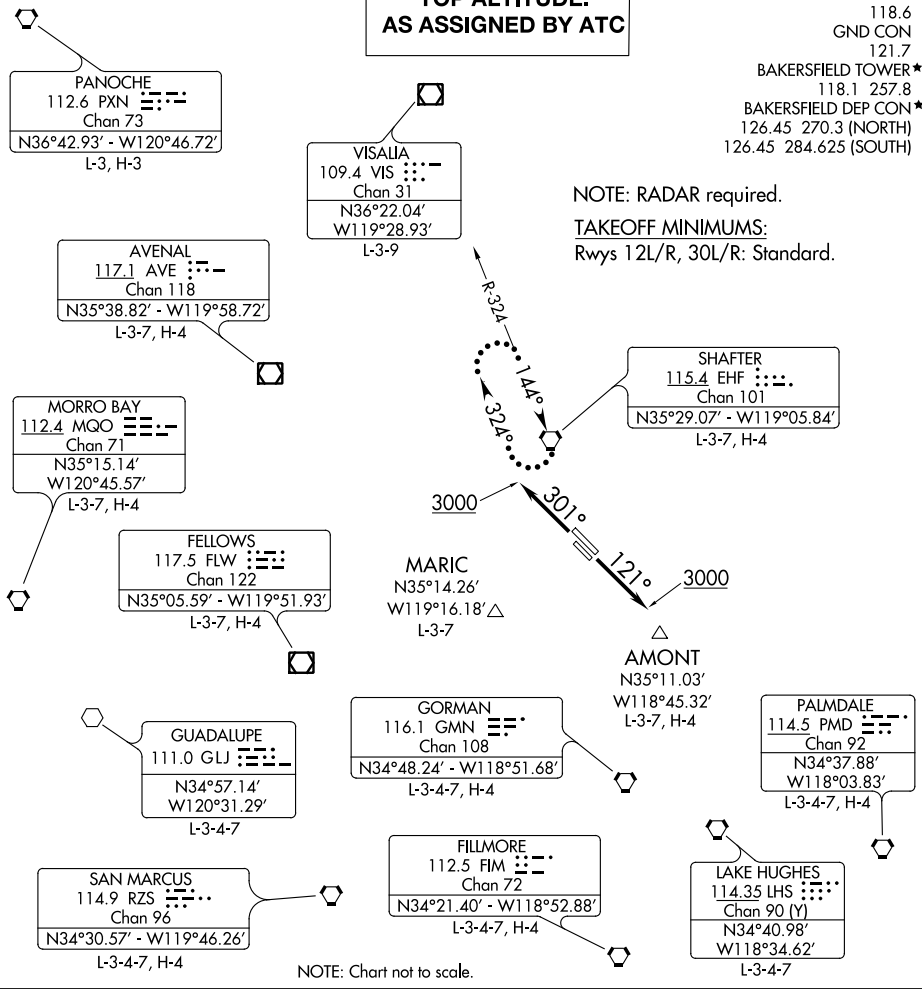 TOP ALTITUDE:
AS ASSIGNED BY ATC
118.6
GND CON
121.7
BAKERSFIELD TOWER★
118.1 257.8
BAKERSFIELD DEP CON★
126.45 270.3 (NORTH)
126.45 284.625 (SOUTH)
PANOCHE
112.6 PXN
Chan 73
N36°42.93' - W120°46.72'
L-3, H-3
VISALIA
109.4 VIS
Chan 31
N36°22.04'
W119°28.93'
L-3-9
NOTE: RADAR required.
TAKEOFF MINIMUMS:
Rwys 12L/R, 30L/R: Standard.
AVENAL
117.1 AVE
Chan 118
N35°38.82' - W119°58.72'
L-3-7, H-4
R-324
144°
324°
SHAFTER
115.4 EHF
Chan 101
N35°29.07' - W119°05.84'
L-3-7, H-4
MORRO BAY
112.4 MQO
Chan 71
N35°15.14'
W120°45.57'
L-3-7, H-4
3000
301°
121°
3000
FELLOWS
117.5 FLW
Chan 122
N35°05.59' - W119°51.93'
L-3-7, H-4
MARIC
N35°14.26'
W119°16.18'
L-3-7
AMONT
N35°11.03'
W118°45.32'
L-3-7, H-4
GUADALUPE
111.0 GLJ
N34°57.14'
W120°31.29'
L-3-4-7
GORMAN
116.1 GMN
Chan 108
N34°48.24' - W118°51.68'
L-3-4-7, H-4
PALMDALE
114.5 PMD
Chan 92
N34°37.88'
W118°03.83'
L-3-4-7, H-4
SAN MARCUS
114.9 RZS
Chan 96
N34°30.57' - W119°46.26'
L-3-4-7, H-4
FILLMORE
112.5 FIM
Chan 72
N34°21.40' - W118°52.88'
L-3-4-7, H-4
LAKE HUGHES
114.35 LHS
Chan 90 (Y)
N34°40.98'
W118°34.62'
L-3-4-7
NOTE: Chart not to scale.